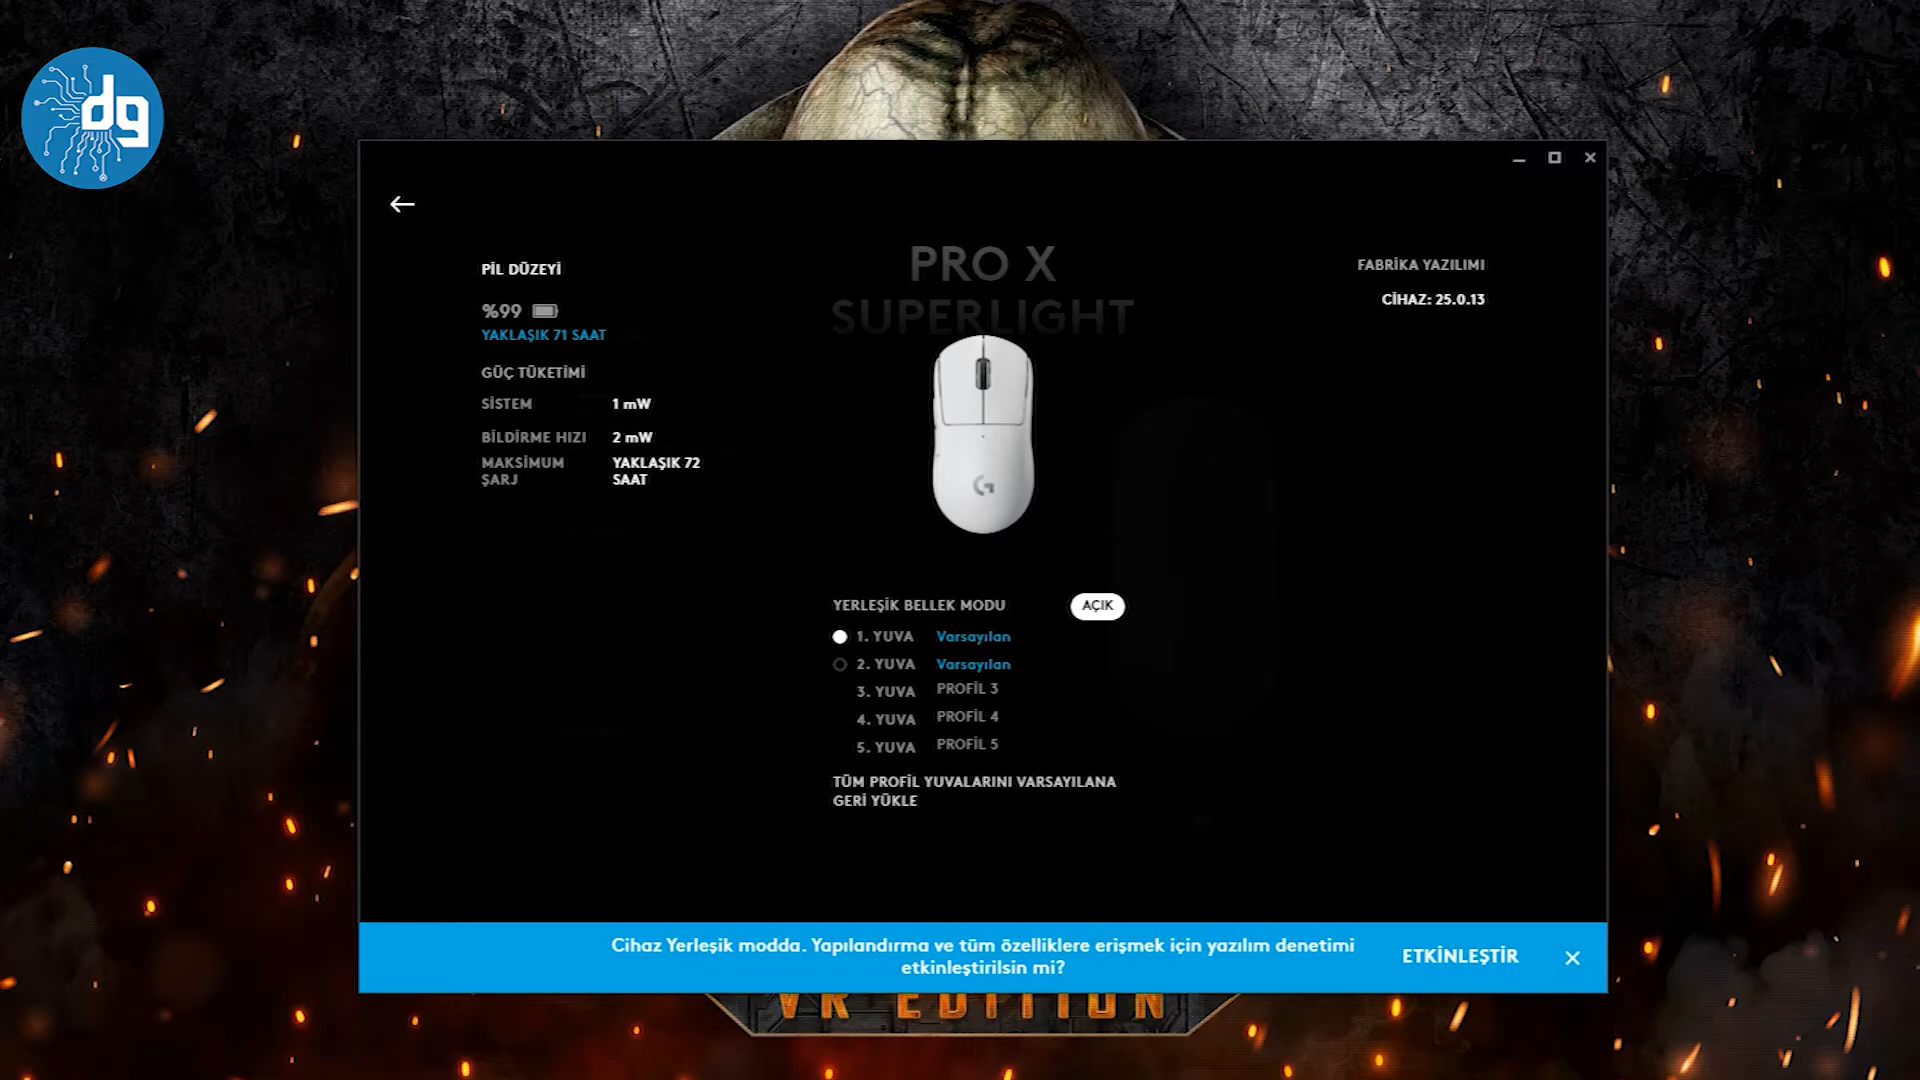 dg
PİL DÜZEYİ
%99
YAKLAŞIK 71 SAAT
GÜÇ TÜKETİMİ
SİSTEM 1 mW
BİLDİRME HIZI 2 mW
MAKSİMUM ŞARJ YAKLAŞIK 72 SAAT
PRO X
SUPERLIGHT
FABRİKA YAZILIMI
CİHAZ: 25.0.13
G
YERLEŞİK BELLEK MODU AÇIK
1. YUVA Varsayılan
2. YUVA Varsayılan
3. YUVA PROFİL 3
4. YUVA PROFİL 4
5. YUVA PROFİL 5
TÜM PROFİL YUVALARINI VARSAYILANA
GERİ YÜKLE
Cihaz Yerleşik modda. Yapılandırma ve tüm özelliklere erişmek için yazılım denetimi
etkinleştirilsin mi?
ETKİNLEŞTİR
VR EDITION